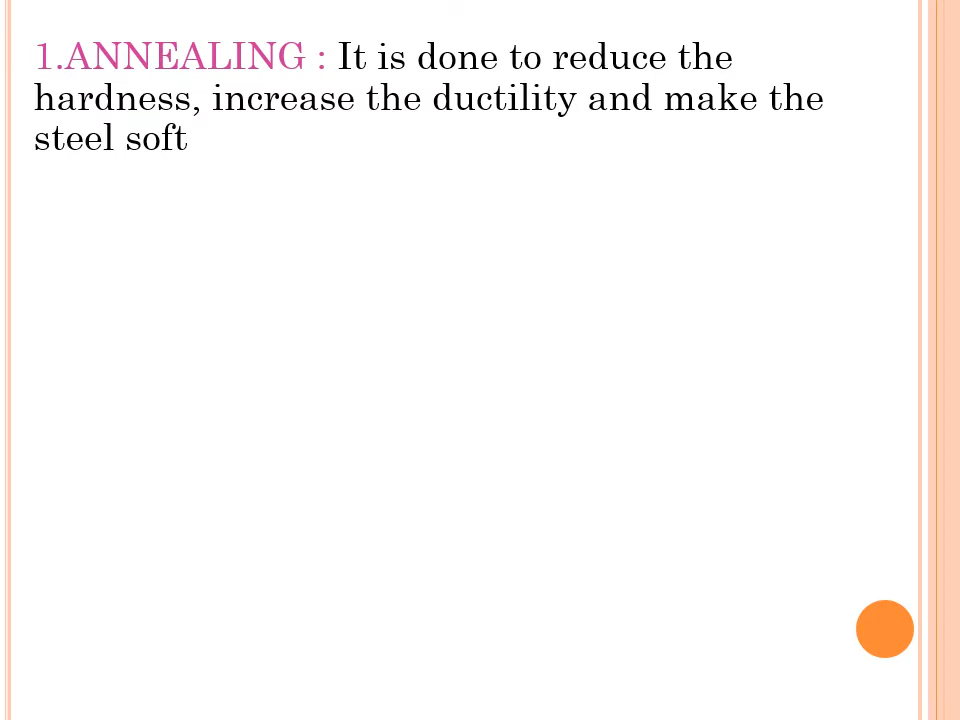 1.ANNEALING : It is done to reduce the
hardness, increase the ductility and make the
steel soft